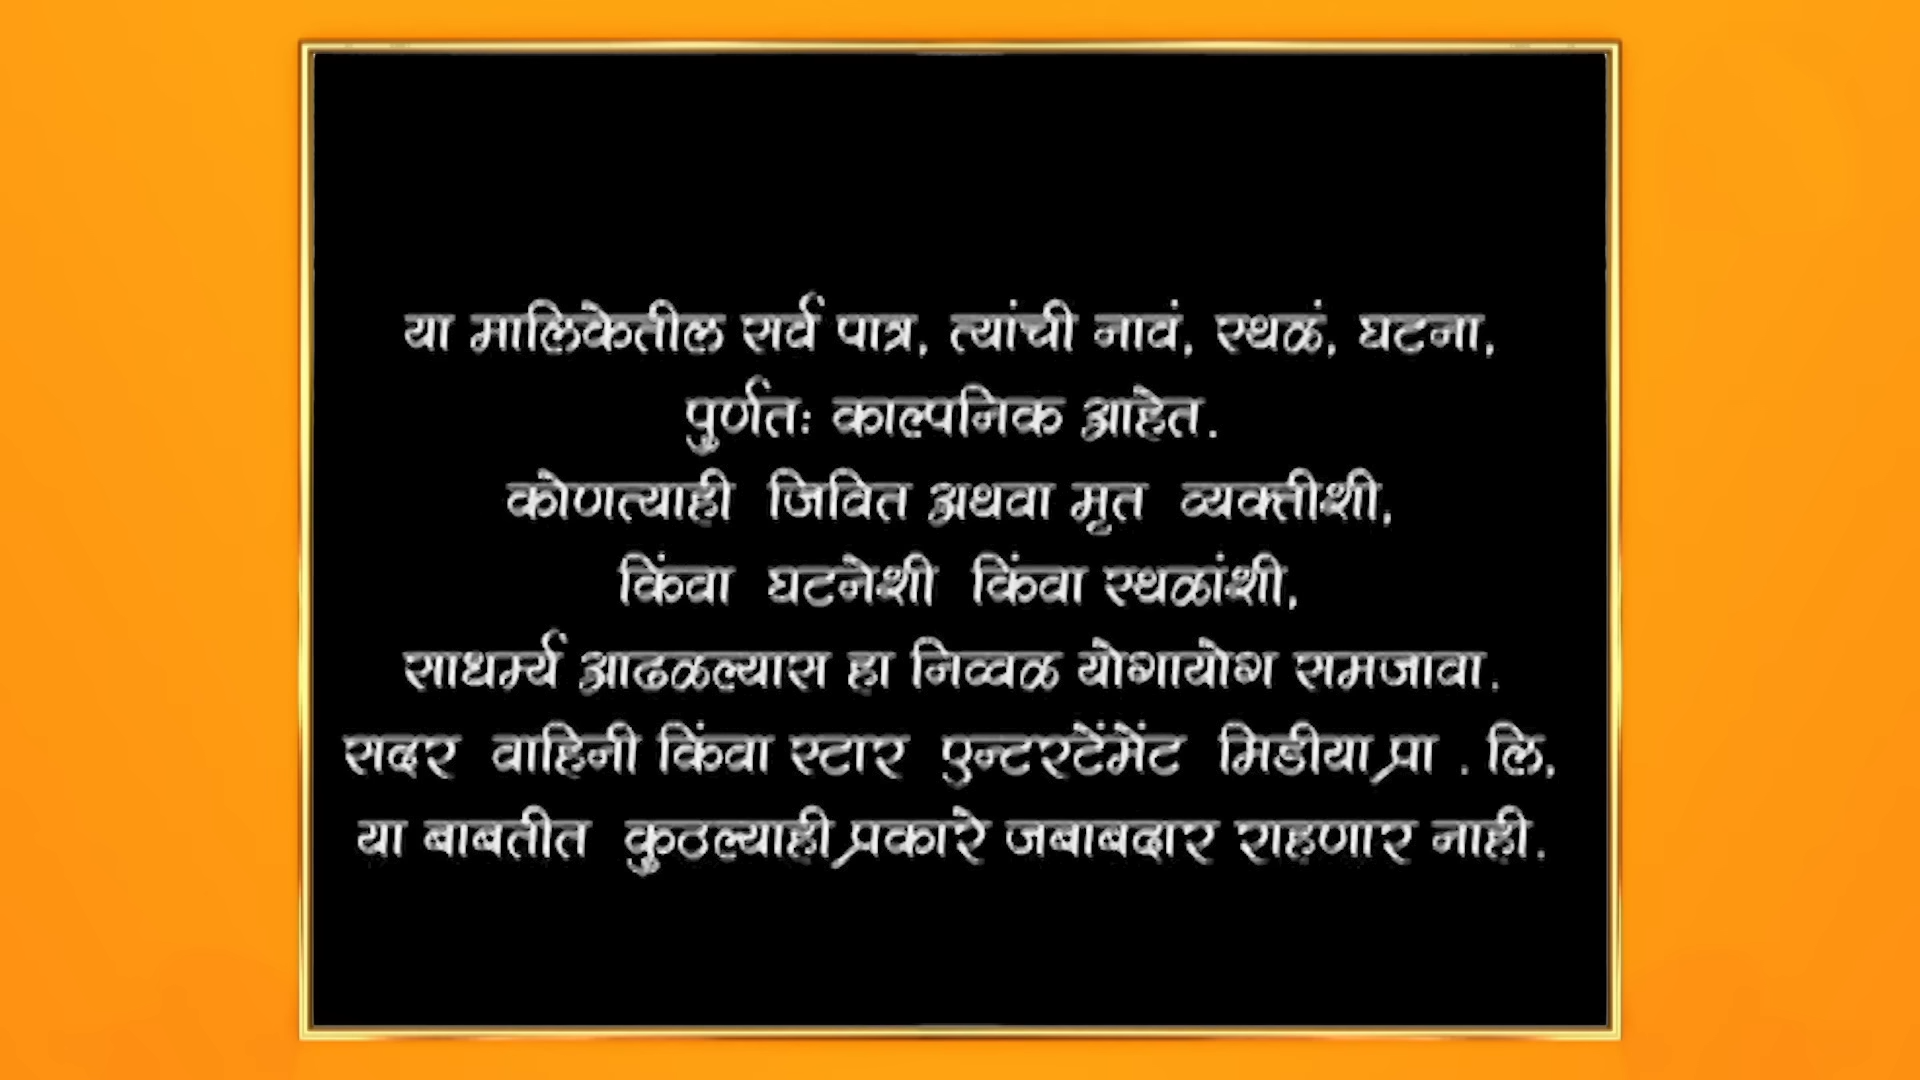 या मालिकेतील सर्व पात्र, त्यांची नावं, स्थळं, घटना,
पुर्णतः काल्पनिक आहेत.
कोणत्याही जिवित अथवा मृत व्यक्तीशी,
किंवा घटनेशी किंवा स्थळांशी,
साधर्म्य आढळल्यास हा निव्वळ योगायोग समजावा.
सदर वाहिनी किंवा स्टार एन्टरटेंमेंट मिडीया प्रा . लि.
या बाबतीत कुठल्याही प्रकारे जबाबदार राहणार नाही.